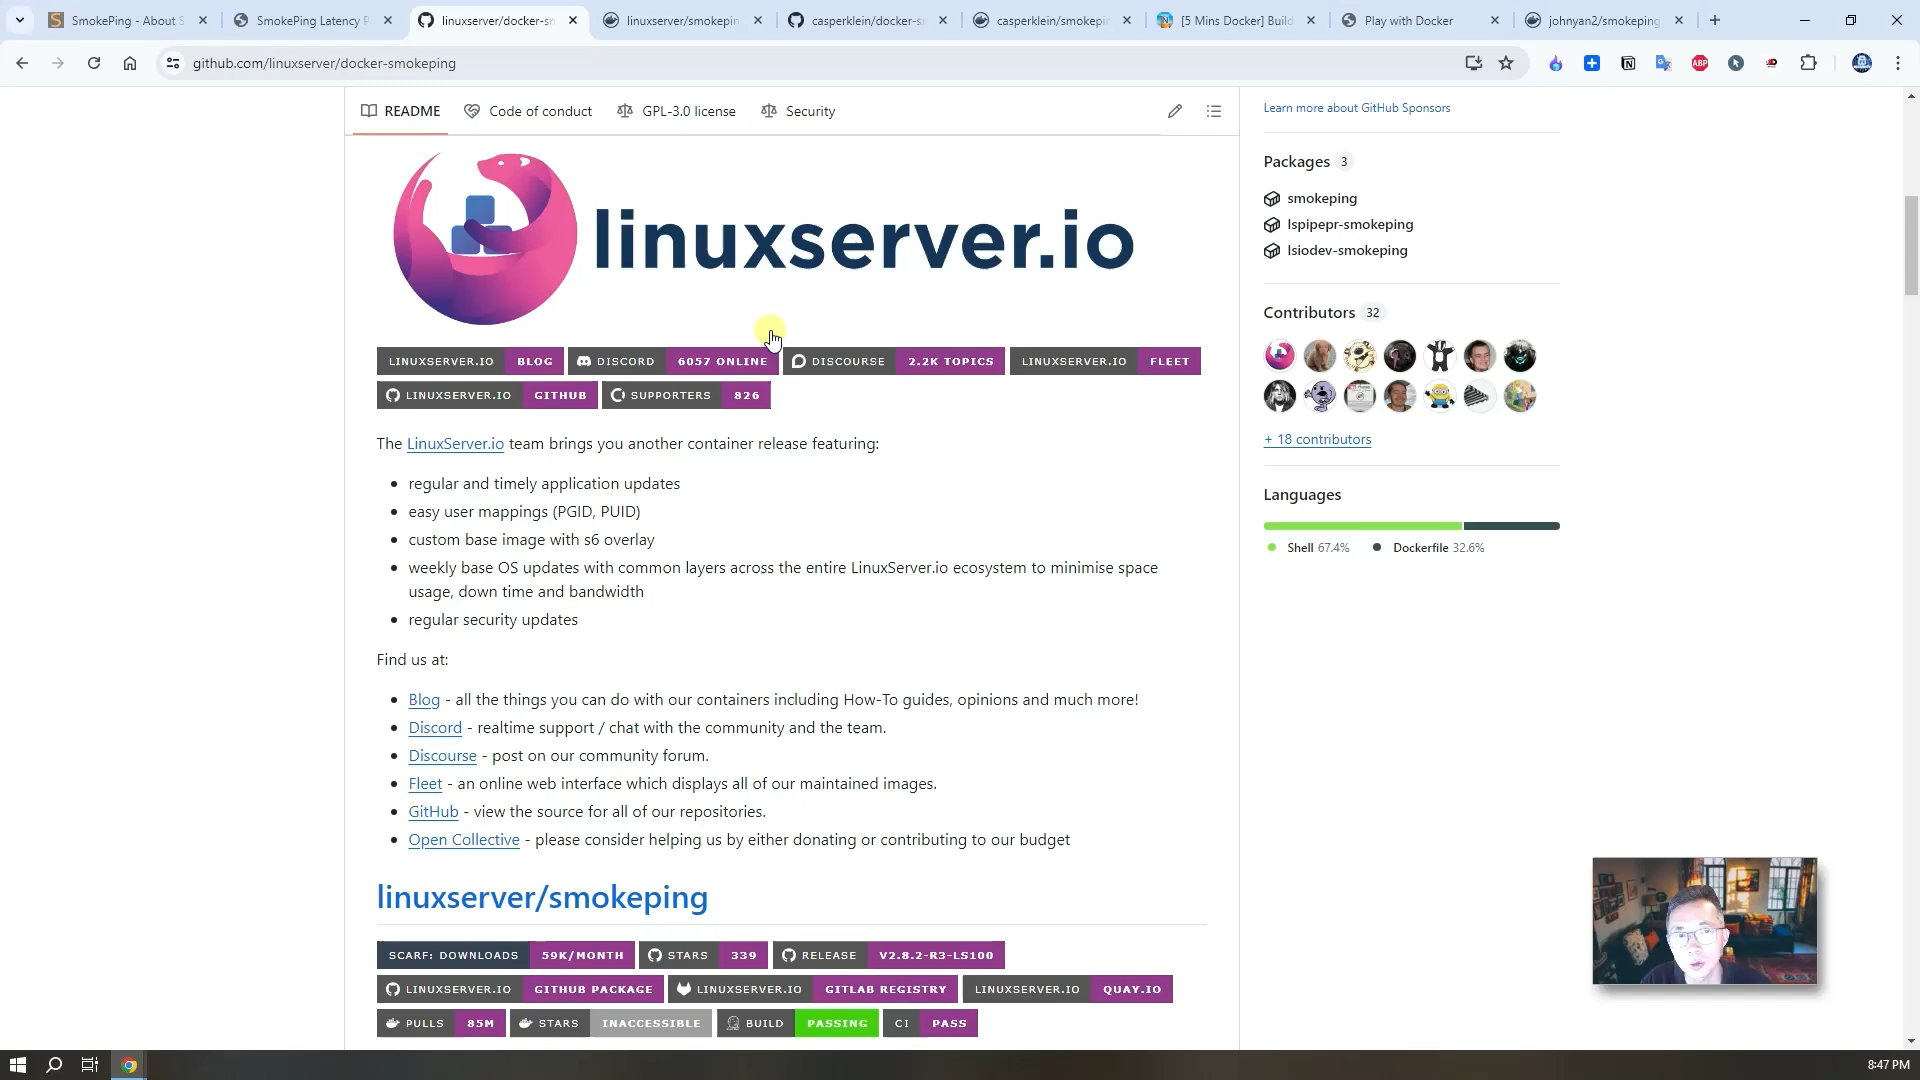 SmokePing - About S
SmokePing Latency P
linuxserver/docker-sm
linuxserver/smokepin
casperklein/docker-s
casperklein/smokepin
[5 Mins Docker] Build
Play with Docker
johnyan2/smokeping
github.com/linuxserver/docker-smokeping
ABP
README
Code of conduct
GPL-3.0 license
Security
linuxserver.io
LINUXSERVER.IO BLOG
DISCORD 6057 ONLINE
DISCOURSE 2.2K TOPICS
LINUXSERVER.IO FLEET
LINUXSERVER.IO GITHUB
SUPPORTERS 826
The LinuxServer.io team brings you another container release featuring:
regular and timely application updates
easy user mappings (PGID, PUID)
custom base image with s6 overlay
weekly base OS updates with common layers across the entire LinuxServer.io ecosystem to minimise space
usage, down time and bandwidth
regular security updates
Find us at:
Blog - all the things you can do with our containers including How-To guides, opinions and much more!
Discord - realtime support / chat with the community and the team.
Discourse - post on our community forum.
Fleet - an online web interface which displays all of our maintained images.
GitHub - view the source for all of our repositories.
Open Collective - please consider helping us by either donating or contributing to our budget
linuxserver/smokeping
SCARF: DOWNLOADS 59K/MONTH
STARS 339
RELEASE V2.8.2-R3-LS100
LINUXSERVER.IO GITHUB PACKAGE
LINUXSERVER.IO GITLAB REGISTRY
LINUXSERVER.IO QUAY.IO
PULLS 85M
STARS INACCESSIBLE
BUILD PASSING
CI PASS
Learn more about GitHub Sponsors
Packages 3
smokeping
lspipepr-smokeping
lsiodev-smokeping
Contributors 32
+ 18 contributors
Languages
Shell 67.4%
Dockerfile 32.6%
8:47 PM